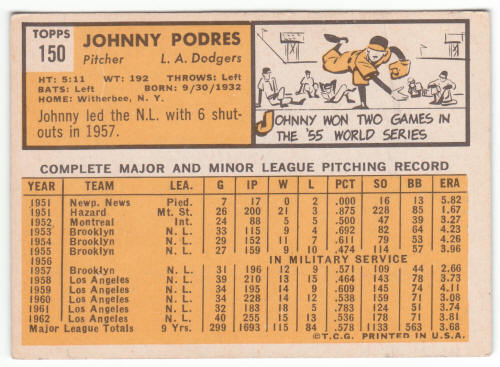 TOPPS
150
JOHNNY PODRES
Pitcher L. A. Dodgers
HT: 5:11 WT: 192 THROWS: Left
BATS: Left BORN: 9/30/1932
HOME: Witherbee, N. Y.
Johnny led the N.L. with 6 shut-
outs in 1957.
JOHNNY WON TWO GAMES IN
THE '55 WORLD SERIES
COMPLETE MAJOR AND MINOR LEAGUE PITCHING RECORD
YEAR TEAM LEA. G IP W L PCT SO BB ERA
1951 Newp. News Pied. 7 17 0 2 .000 16 13 5.82
1951 Hazard Mt. St. 26 200 21 3 .875 228 85 1.67
1952 Montreal Int 24 88 5 5 .500 47 39 3.27
1953 Brooklyn N. L. 33 115 9 4 .692 82 64 4.23
1954 Brooklyn N. L. 29 152 11 7 .611 79 53 4.26
1955 Brooklyn N. L. 27 159 9 10 .474 114 57 3.96
1956 IN MILITARY SERVICE
1957 Brooklyn N. L. 31 196 12 9 .571 109 44 2.66
1958 Los Angeles N. L. 39 210 13 15 .464 143 78 3.73
1959 Los Angeles N. L. 34 195 14 9 .609 145 74 4.11
1960 Los Angeles N. L. 34 228 14 12 .538 159 71 3.08
1961 Los Angeles N. L. 32 183 18 5 .783 124 51 3.74
1962 Los Angeles N. L. 40 255 15 13 .536 178 71 3.81
Major League Totals 9 Yrs. 299 1693 115 84 .578 1133 563 3.68
©T.C.G. PRINTED IN U.S.A.